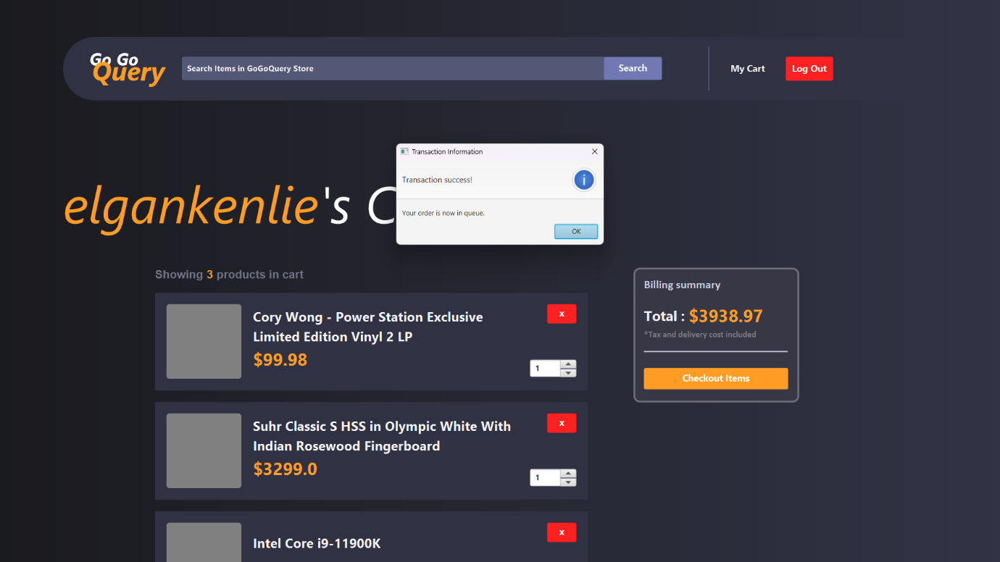 Go Go
Query
Search Items in GoGoQuery Store
Search
My Cart
Log Out
Transaction Information
Transaction success!
Your order is now in queue.
OK
elgankenlie's C
Showing 3 products in cart
Cory Wong - Power Station Exclusive
Limited Edition Vinyl 2 LP
$99.98
x
1
Suhr Classic S HSS in Olympic White With
Indian Rosewood Fingerboard
$3299.0
x
1
Intel Core i9-11900K
x
Billing summary
Total : $3938.97
*Tax and delivery cost included
Checkout Items